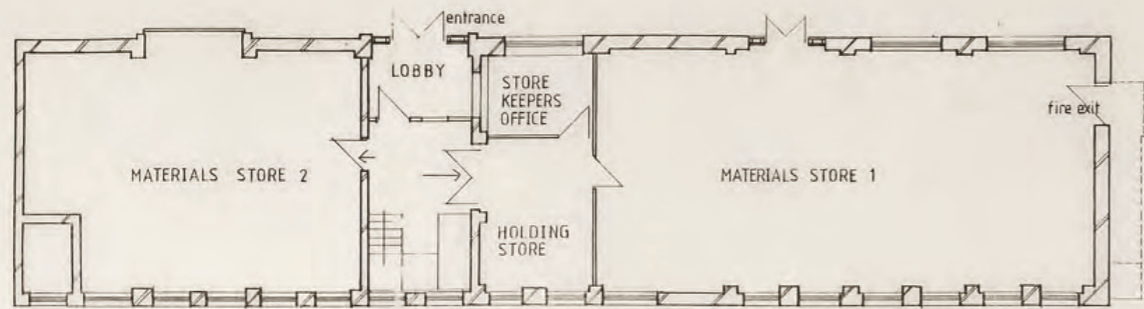 entrance
LOBBY
STORE
KEEPERS
OFFICE
fire exit
MATERIALS STORE 2
MATERIALS STORE 1
HOLDING
STORE